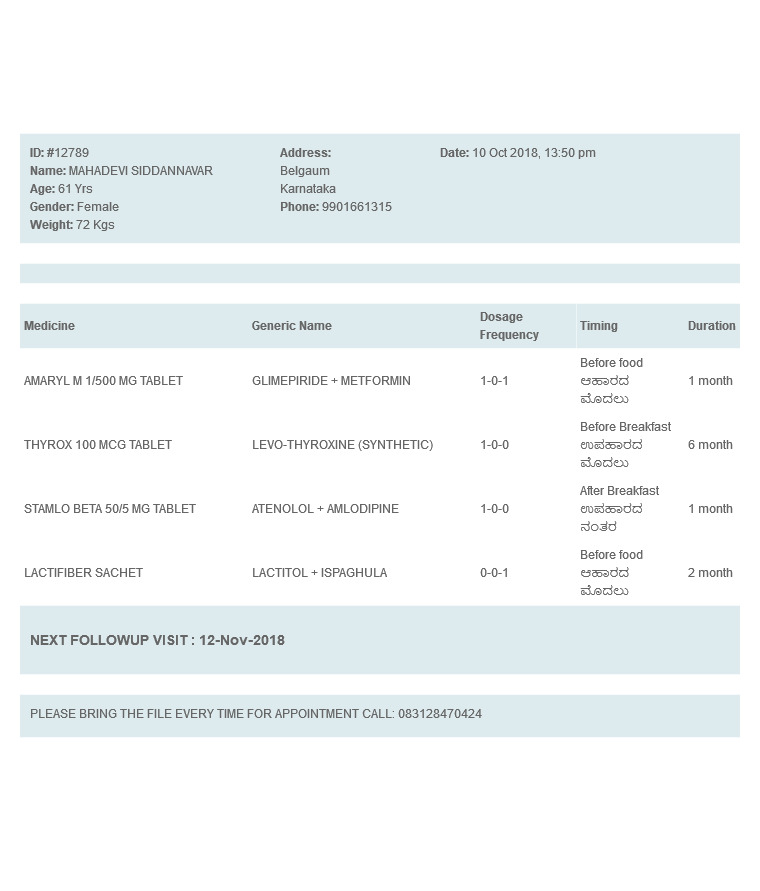 ID: #12789
Name: MAHADEVI SIDDANNAVAR
Age: 61 Yrs
Gender: Female
Weight: 72 Kgs
Address:
Belgaum
Karnataka
Phone: 9901661315
Date: 10 Oct 2018, 13:50 pm
Medicine Generic Name Dosage Frequency Timing Duration
AMARYL M 1/500 MG TABLET GLIMEPIRIDE + METFORMIN 1-0-1 Before food 1 month
ಆಹಾರದ
ಮೊದಲು
THYROX 100 MCG TABLET LEVO-THYROXINE (SYNTHETIC) 1-0-0 Before Breakfast 6 month
ಉಪಹಾರದ
ಮೊದಲು
STAMLO BETA 50/5 MG TABLET ATENOLOL + AMLODIPINE 1-0-0 After Breakfast 1 month
ಉಪಹಾರದ
ನಂತರ
LACTIFIBER SACHET LACTITOL + ISPAGHULA 0-0-1 Before food 2 month
ಆಹಾರದ
ಮೊದಲು
NEXT FOLLOWUP VISIT : 12-Nov-2018
PLEASE BRING THE FILE EVERY TIME FOR APPOINTMENT CALL: 083128470424